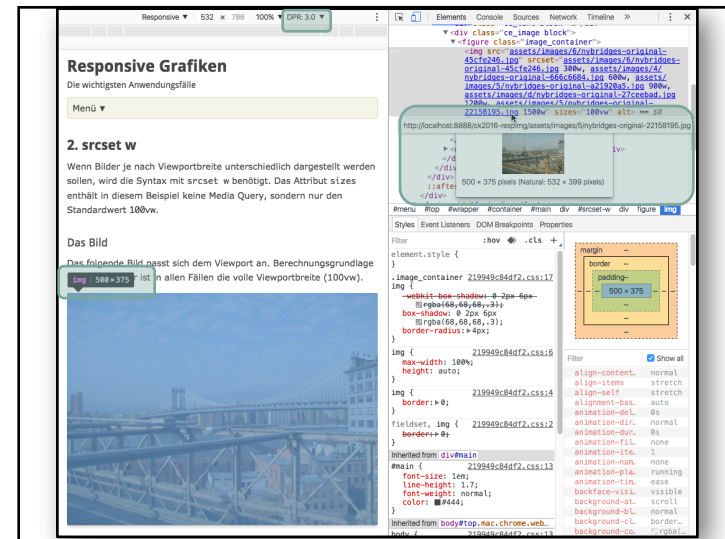 Responsive ▼ 532 × 786 100% ▼ DPR: 3.0 ▼
Responsive Grafiken
Die wichtigsten Anwendungsfälle
Menü ▼
2. srcset w
Wenn Bilder je nach Viewportbreite unterschiedlich dargestellt werden
sollen, wird die Syntax mit srcset w benötigt. Das Attribut sizes
enthält in diesem Beispiel keine Media Query, sondern nur den
Standardwert 100vw.
Das Bild
Das folgende Bild passt sich dem Viewport an. Berechnungsgrundlage
ist in allen Fällen die volle Viewportbreite (100vw).
img | 500×375
Elements Console Sources Network Timeline »
▼<div class="ce_image block">
▼<figure class="image_container">
<img src="assets/images/6/nybridges-original-
45cfe246.jpg" srcset="assets/images/6/nybridges-
original-45cfe246.jpg 300w, assets/images/4/
nybridges-original-666c6684.jpg 600w, assets/
images/5/nybridges-original-a21920a5.jpg 900w,
assets/images/d/nybridges-original-27ceebad.jpg
1200w, assets/images/5/nybridges-original-
22158195.jpg 1500w" sizes="100vw" alt> == $0
http://localhost:8888/ck2016-respimg/assets/images/5/nybridges-original-22158195.jpg
500 × 375 pixels (Natural: 532 × 399 pixels)
</div>
::after
</div>
#menu #top #wrapper #container #main div #srcset-w div figure img
Styles Event Listeners DOM Breakpoints Properties
Filter :hov .cls +
element.style {
}
.image_container 219949c84df2.css:17
img {
-webkit-box-shadow: 0 2px 6px
rgba(68,68,68,.3);
box-shadow: 0 2px 6px
rgba(68,68,68,.3);
border-radius:▶4px;
}
img { 219949c84df2.css:6
max-width: 100%;
height: auto;
}
img { 219949c84df2.css:4
border:▶0;
}
fieldset, img { 219949c84df2.css:2
border:▶0;
}
Inherited from div#main
#main { 219949c84df2.css:13
font-size: 1em;
line-height: 1.7;
font-weight: normal;
color: #444;
}
Inherited from body#top.mac.chrome.web…
body { 219949c84df2.css:13
margin –
border –
padding–
– – – 500 × 375 – – –
–
–
–
Filter Show all
align-content… normal
align-items stretch
align-self stretch
alignment-bas… auto
animation-del… 0s
animation-dir… normal
animation-dur… 0s
animation-fil… none
animation-ite… 1
animation-nam… none
animation-pla… running
animation-tim… ease
backface-visi… visible
background-at… scroll
background-bl… normal
background-cl… border…
background-co… rgba(…